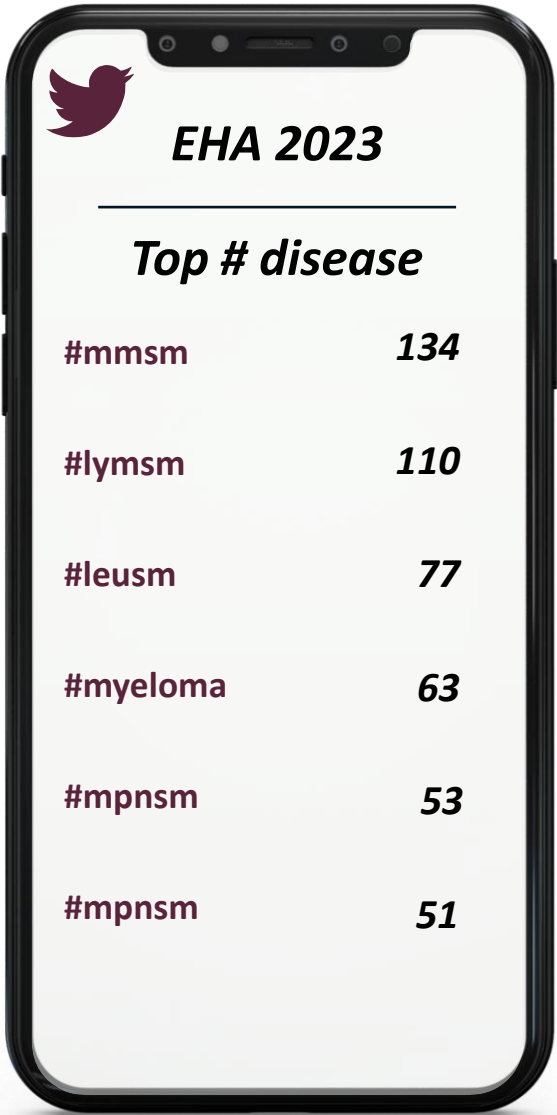 EHA 2023
Top # disease
#mmsm 134
#lymsm 110
#leusm 77
#myeloma 63
#mpnsm 53
#mpnsm 51